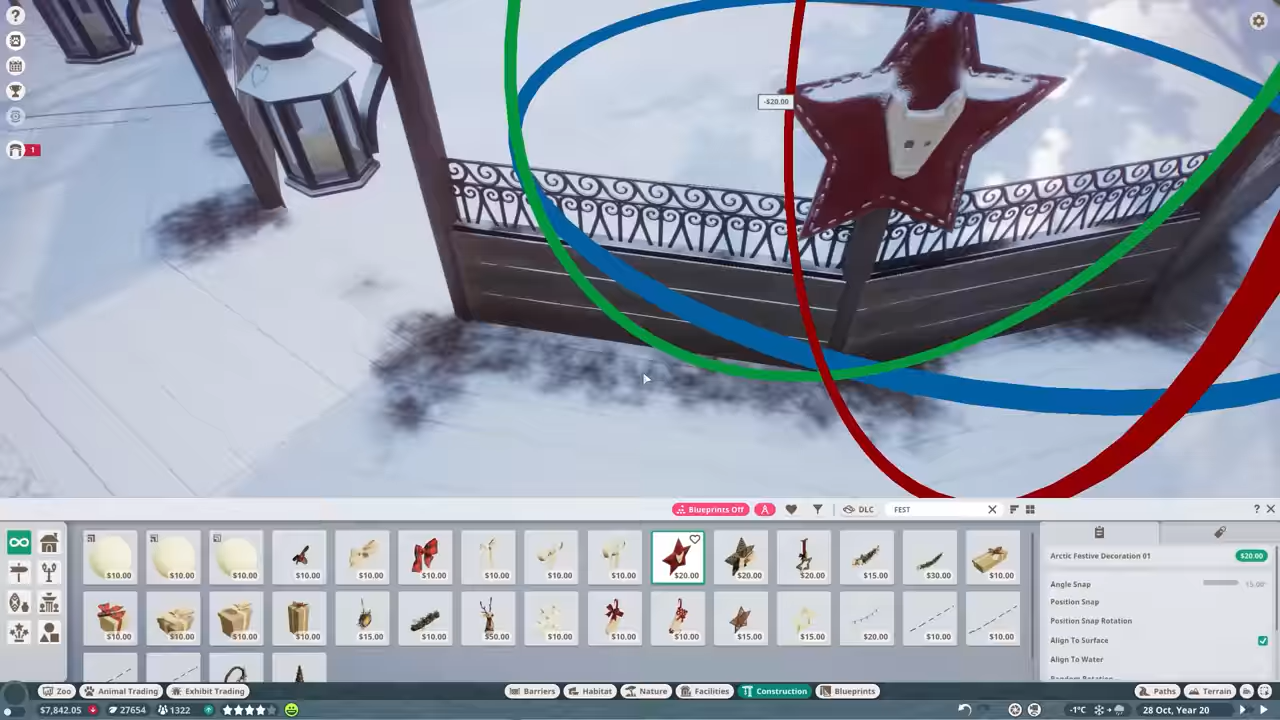 ?
1
-$20.00
Blueprints Off
A
DLC
FEST
?
$10.00 $10.00 $10.00 $10.00 $10.00 $10.00 $10.00 $10.00 $10.00 $20.00 $20.00 $20.00 $15.00 $30.00 $10.00
$10.00 $10.00 $10.00 $10.00 $15.00 $10.00 $50.00 $10.00 $10.00 $10.00 $15.00 $15.00 $20.00 $10.00 $10.00
Arctic Festive Decoration 01 $20.00
Angle Snap 15.00°
Position Snap
Position Snap Rotation
Align To Surface
Align To Water
Random Rotation
Zoo Animal Trading Exhibit Trading Barriers Habitat Nature Facilities Construction Blueprints Paths Terrain
$7,842.05 27654 1322 -1°C 28 Oct, Year 20